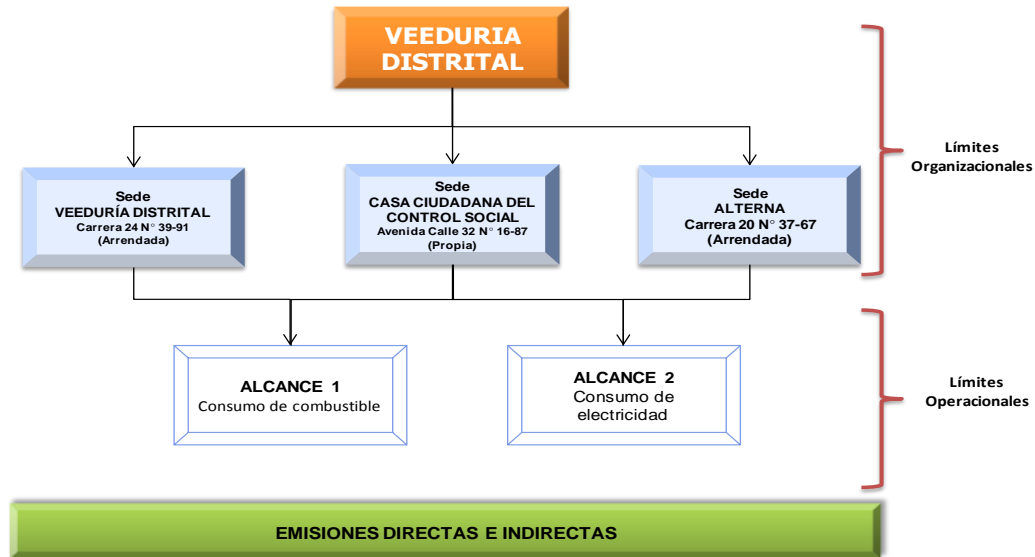 VEEDURIA
DISTRITAL
Límites
Organizacionales
Sede
VEEDURÍA DISTRITAL
Carrera 24 N° 39-91
(Arrendada)
Sede
CASA CIUDADANA DEL
CONTROL SOCIAL
Avenida Calle 32 N° 16-87
(Propia)
Sede
ALTERNA
Carrera 20 N° 37-67
(Arrendada)
ALCANCE 1
Consumo de combustible
ALCANCE 2
Consumo de
electricidad
Límites
Operacionales
EMISIONES DIRECTAS E INDIRECTAS